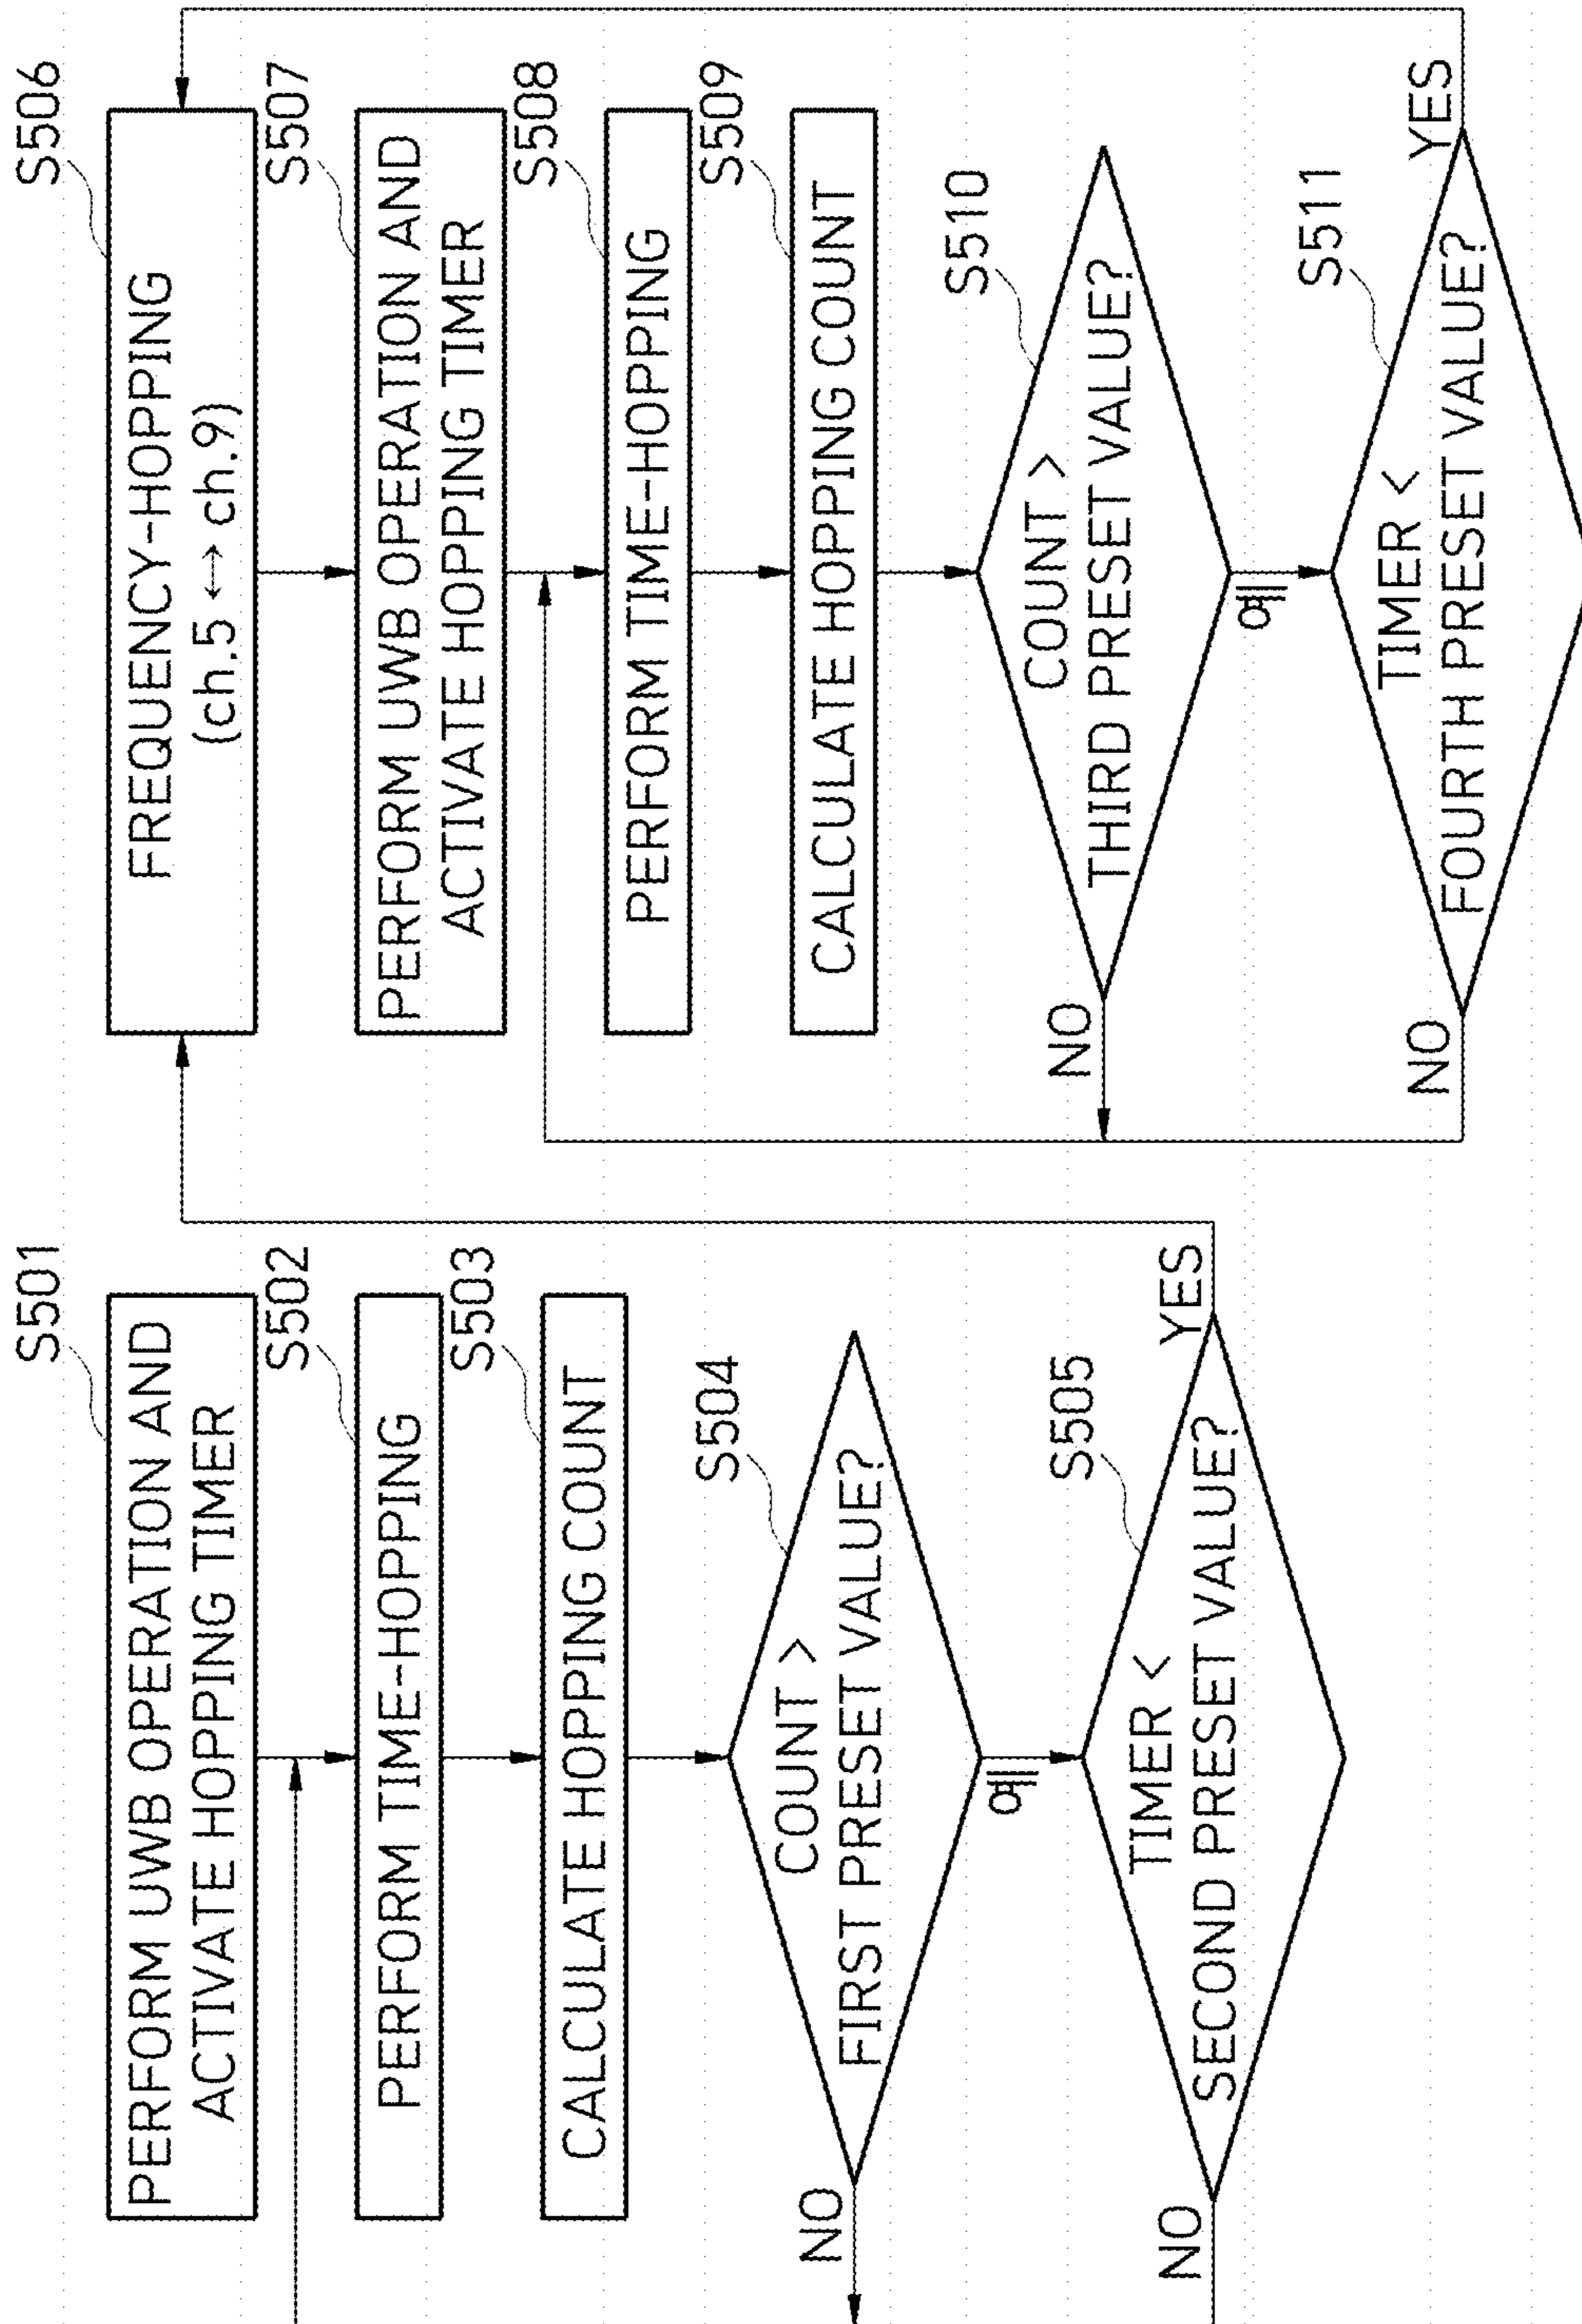 S501
PERFORM UWB OPERATION AND
ACTIVATE HOPPING TIMER
S502
PERFORM TIME-HOPPING
S503
CALCULATE HOPPING COUNT
S504
COUNT >
FIRST PRESET VALUE?
NO
예
S505
TIMER <
SECOND PRESET VALUE?
NO
YES
S506
FREQUENCY-HOPPING
(ch.5 ↔ ch.9)
S507
PERFORM UWB OPERATION AND
ACTIVATE HOPPING TIMER
S508
PERFORM TIME-HOPPING
S509
CALCULATE HOPPING COUNT
S510
COUNT >
THIRD PRESET VALUE?
NO
예
S511
TIMER <
FOURTH PRESET VALUE?
NO
YES